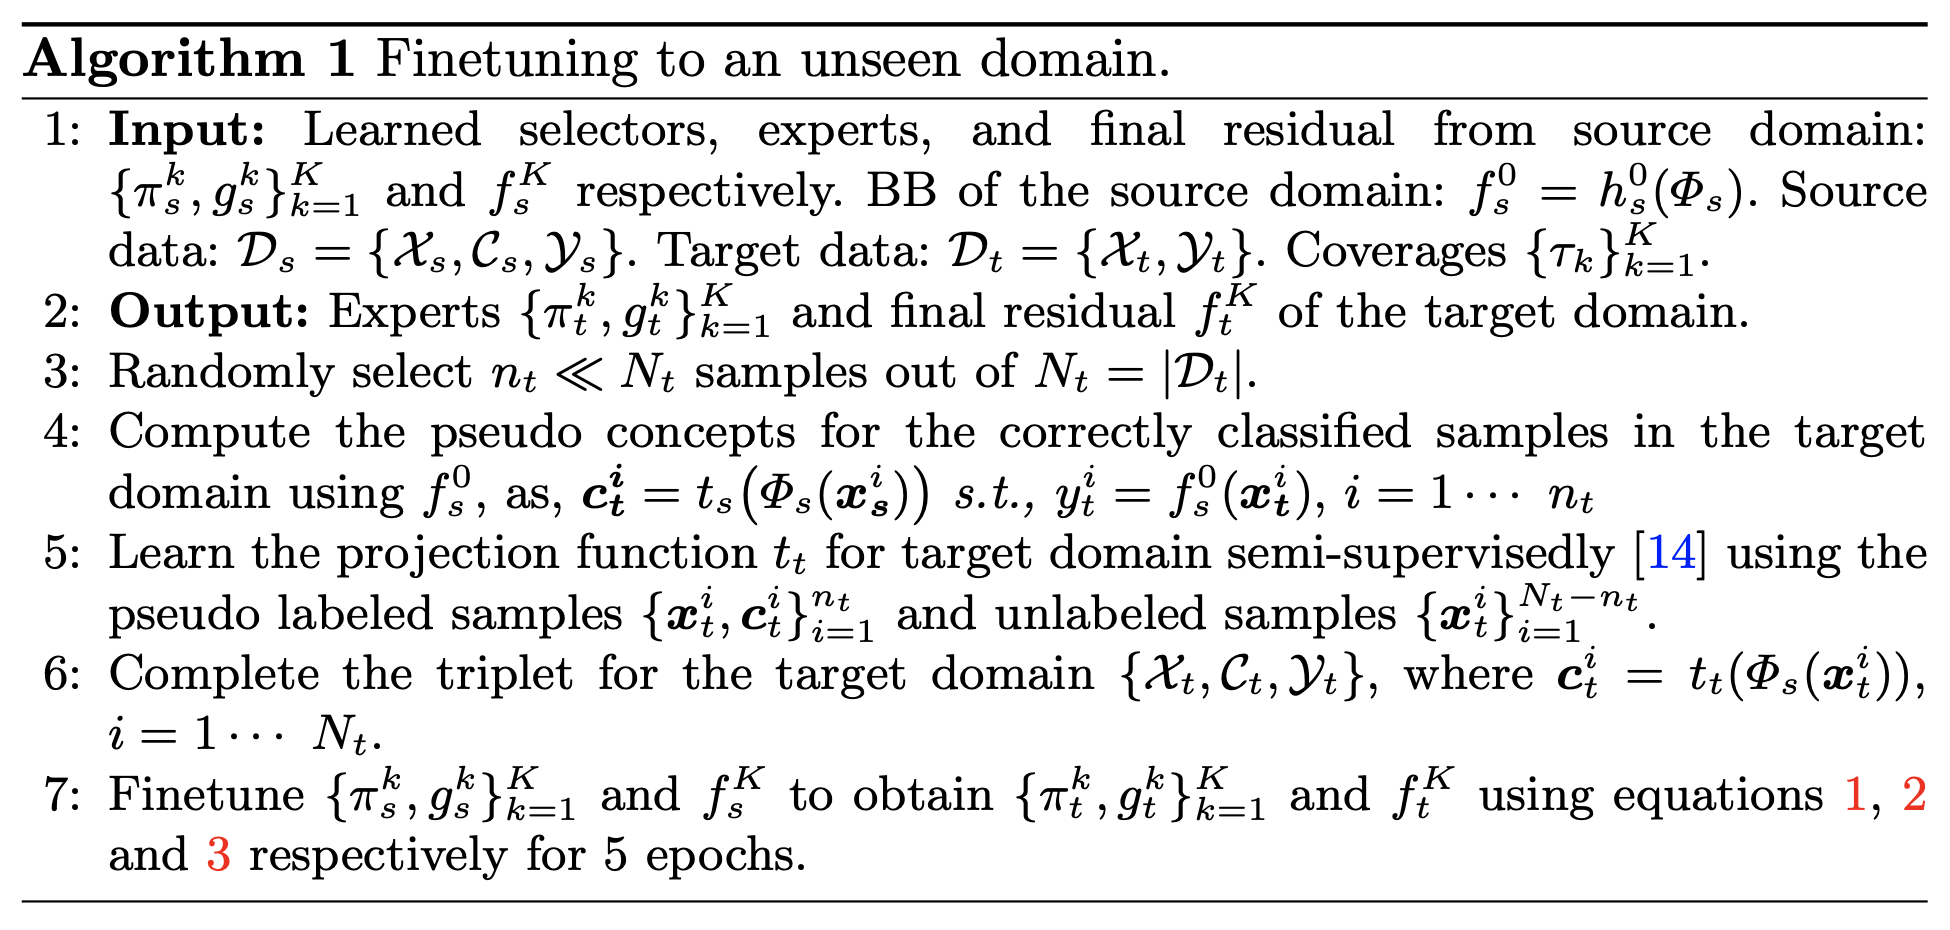 Algorithm 1 Finetuning to an unseen domain.
1: Input: Learned selectors, experts, and final residual from source domain:
$\{\pi_s^k, g_s^k\}_{k=1}^K$ and $f_s^K$ respectively. BB of the source domain: $f_s^0 = h_s^0(\Phi_s)$. Source
data: $\mathcal{D}_s = \{\mathcal{X}_s, \mathcal{C}_s, \mathcal{Y}_s\}$. Target data: $\mathcal{D}_t = \{\mathcal{X}_t, \mathcal{Y}_t\}$. Coverages $\{\tau_k\}_{k=1}^K$.
2: Output: Experts $\{\pi_t^k, g_t^k\}_{k=1}^K$ and final residual $f_t^K$ of the target domain.
3: Randomly select $n_t \ll N_t$ samples out of $N_t = |\mathcal{D}_t|$.
4: Compute the pseudo concepts for the correctly classified samples in the target
domain using $f_s^0$, as, $\boldsymbol{c_t^i} = t_s(\Phi_s(\boldsymbol{x_s^i}))$ s.t., $y_t^i = f_s^0(\boldsymbol{x_t^i})$, $i = 1 \cdots n_t$
5: Learn the projection function $t_t$ for target domain semi-supervisedly [14] using the
pseudo labeled samples $\{\boldsymbol{x}_t^i, \boldsymbol{c}_t^i\}_{i=1}^{n_t}$ and unlabeled samples $\{\boldsymbol{x}_t^i\}_{i=1}^{N_t - n_t}$.
6: Complete the triplet for the target domain $\{\mathcal{X}_t, \mathcal{C}_t, \mathcal{Y}_t\}$, where $\boldsymbol{c}_t^i = t_t(\Phi_s(\boldsymbol{x}_t^i))$,
$i = 1 \cdots N_t$.
7: Finetune $\{\pi_s^k, g_s^k\}_{k=1}^K$ and $f_s^K$ to obtain $\{\pi_t^k, g_t^k\}_{k=1}^K$ and $f_t^K$ using equations 1, 2
and 3 respectively for 5 epochs.